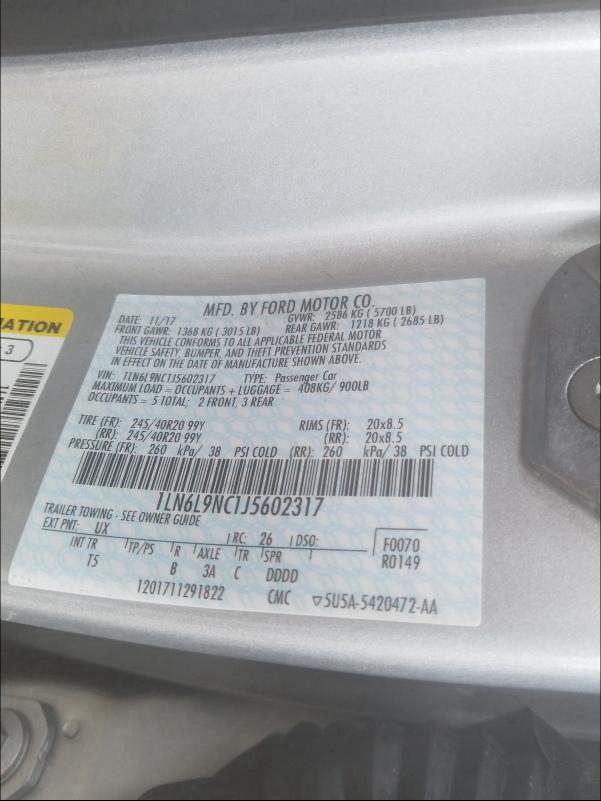 MATION
3
MFD. BY FORD MOTOR CO.
DATE: 11/17 GVWR: 2586 KG ( 5700 LB)
FRONT GAWR: 1368 KG ( 3015 LB) REAR GAWR: 1218 KG ( 2685 LB)
THIS VEHICLE CONFORMS TO ALL APPLICABLE FEDERAL MOTOR
VEHICLE SAFETY, BUMPER, AND THEFT PREVENTION STANDARDS
IN EFFECT ON THE DATE OF MANUFACTURE SHOWN ABOVE.
VIN: 1LN6L9NC1J5602317 TYPE: Passenger Car
MAXIMUM LOAD = OCCUPANTS + LUGGAGE = 408KG/ 900LB
OCCUPANTS = 5 TOTAL; 2 FRONT, 3 REAR
TIRE (FR): 245/40R20 99Y RIMS (FR): 20x8.5
(RR): 245/40R20 99Y (RR): 20x8.5
PRESSURE (FR): 260 kPa/ 38 PSI COLD (RR): 260 kPa/ 38 PSI COLD
1LN6L9NC1J5602317
TRAILER TOWING - SEE OWNER GUIDE
EXT PNT: UX RC: 26 DSO: F0070
INT TR TP/PS R AXLE TR SPR R0149
T5 B 3A C DDDD
1201711291822 CMC ▽5U5A-5420472-AA